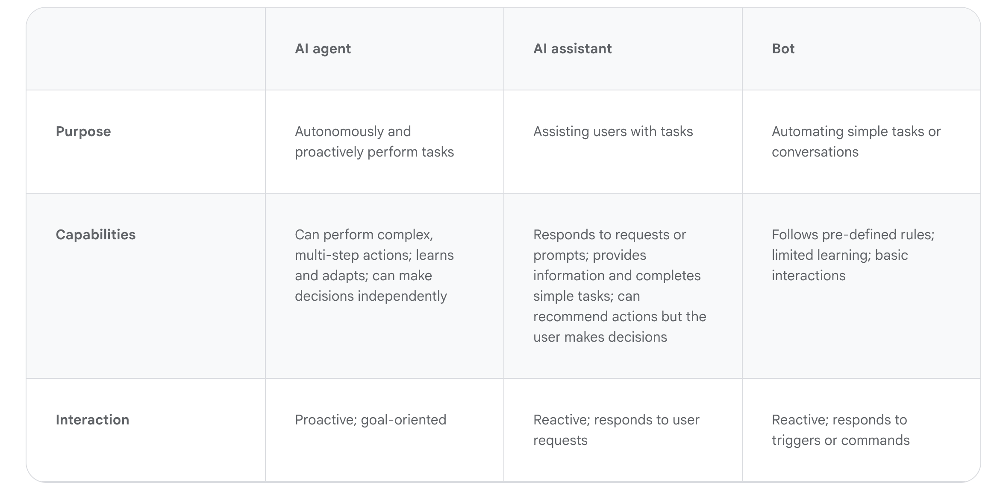 AI agent
AI assistant
Bot
Purpose
Autonomously and
proactively perform tasks
Assisting users with tasks
Automating simple tasks or
conversations
Capabilities
Can perform complex,
multi-step actions; learns
and adapts; can make
decisions independently
Responds to requests or
prompts; provides
information and completes
simple tasks; can
recommend actions but the
user makes decisions
Follows pre-defined rules;
limited learning; basic
interactions
Interaction
Proactive; goal-oriented
Reactive; responds to user
requests
Reactive; responds to
triggers or commands